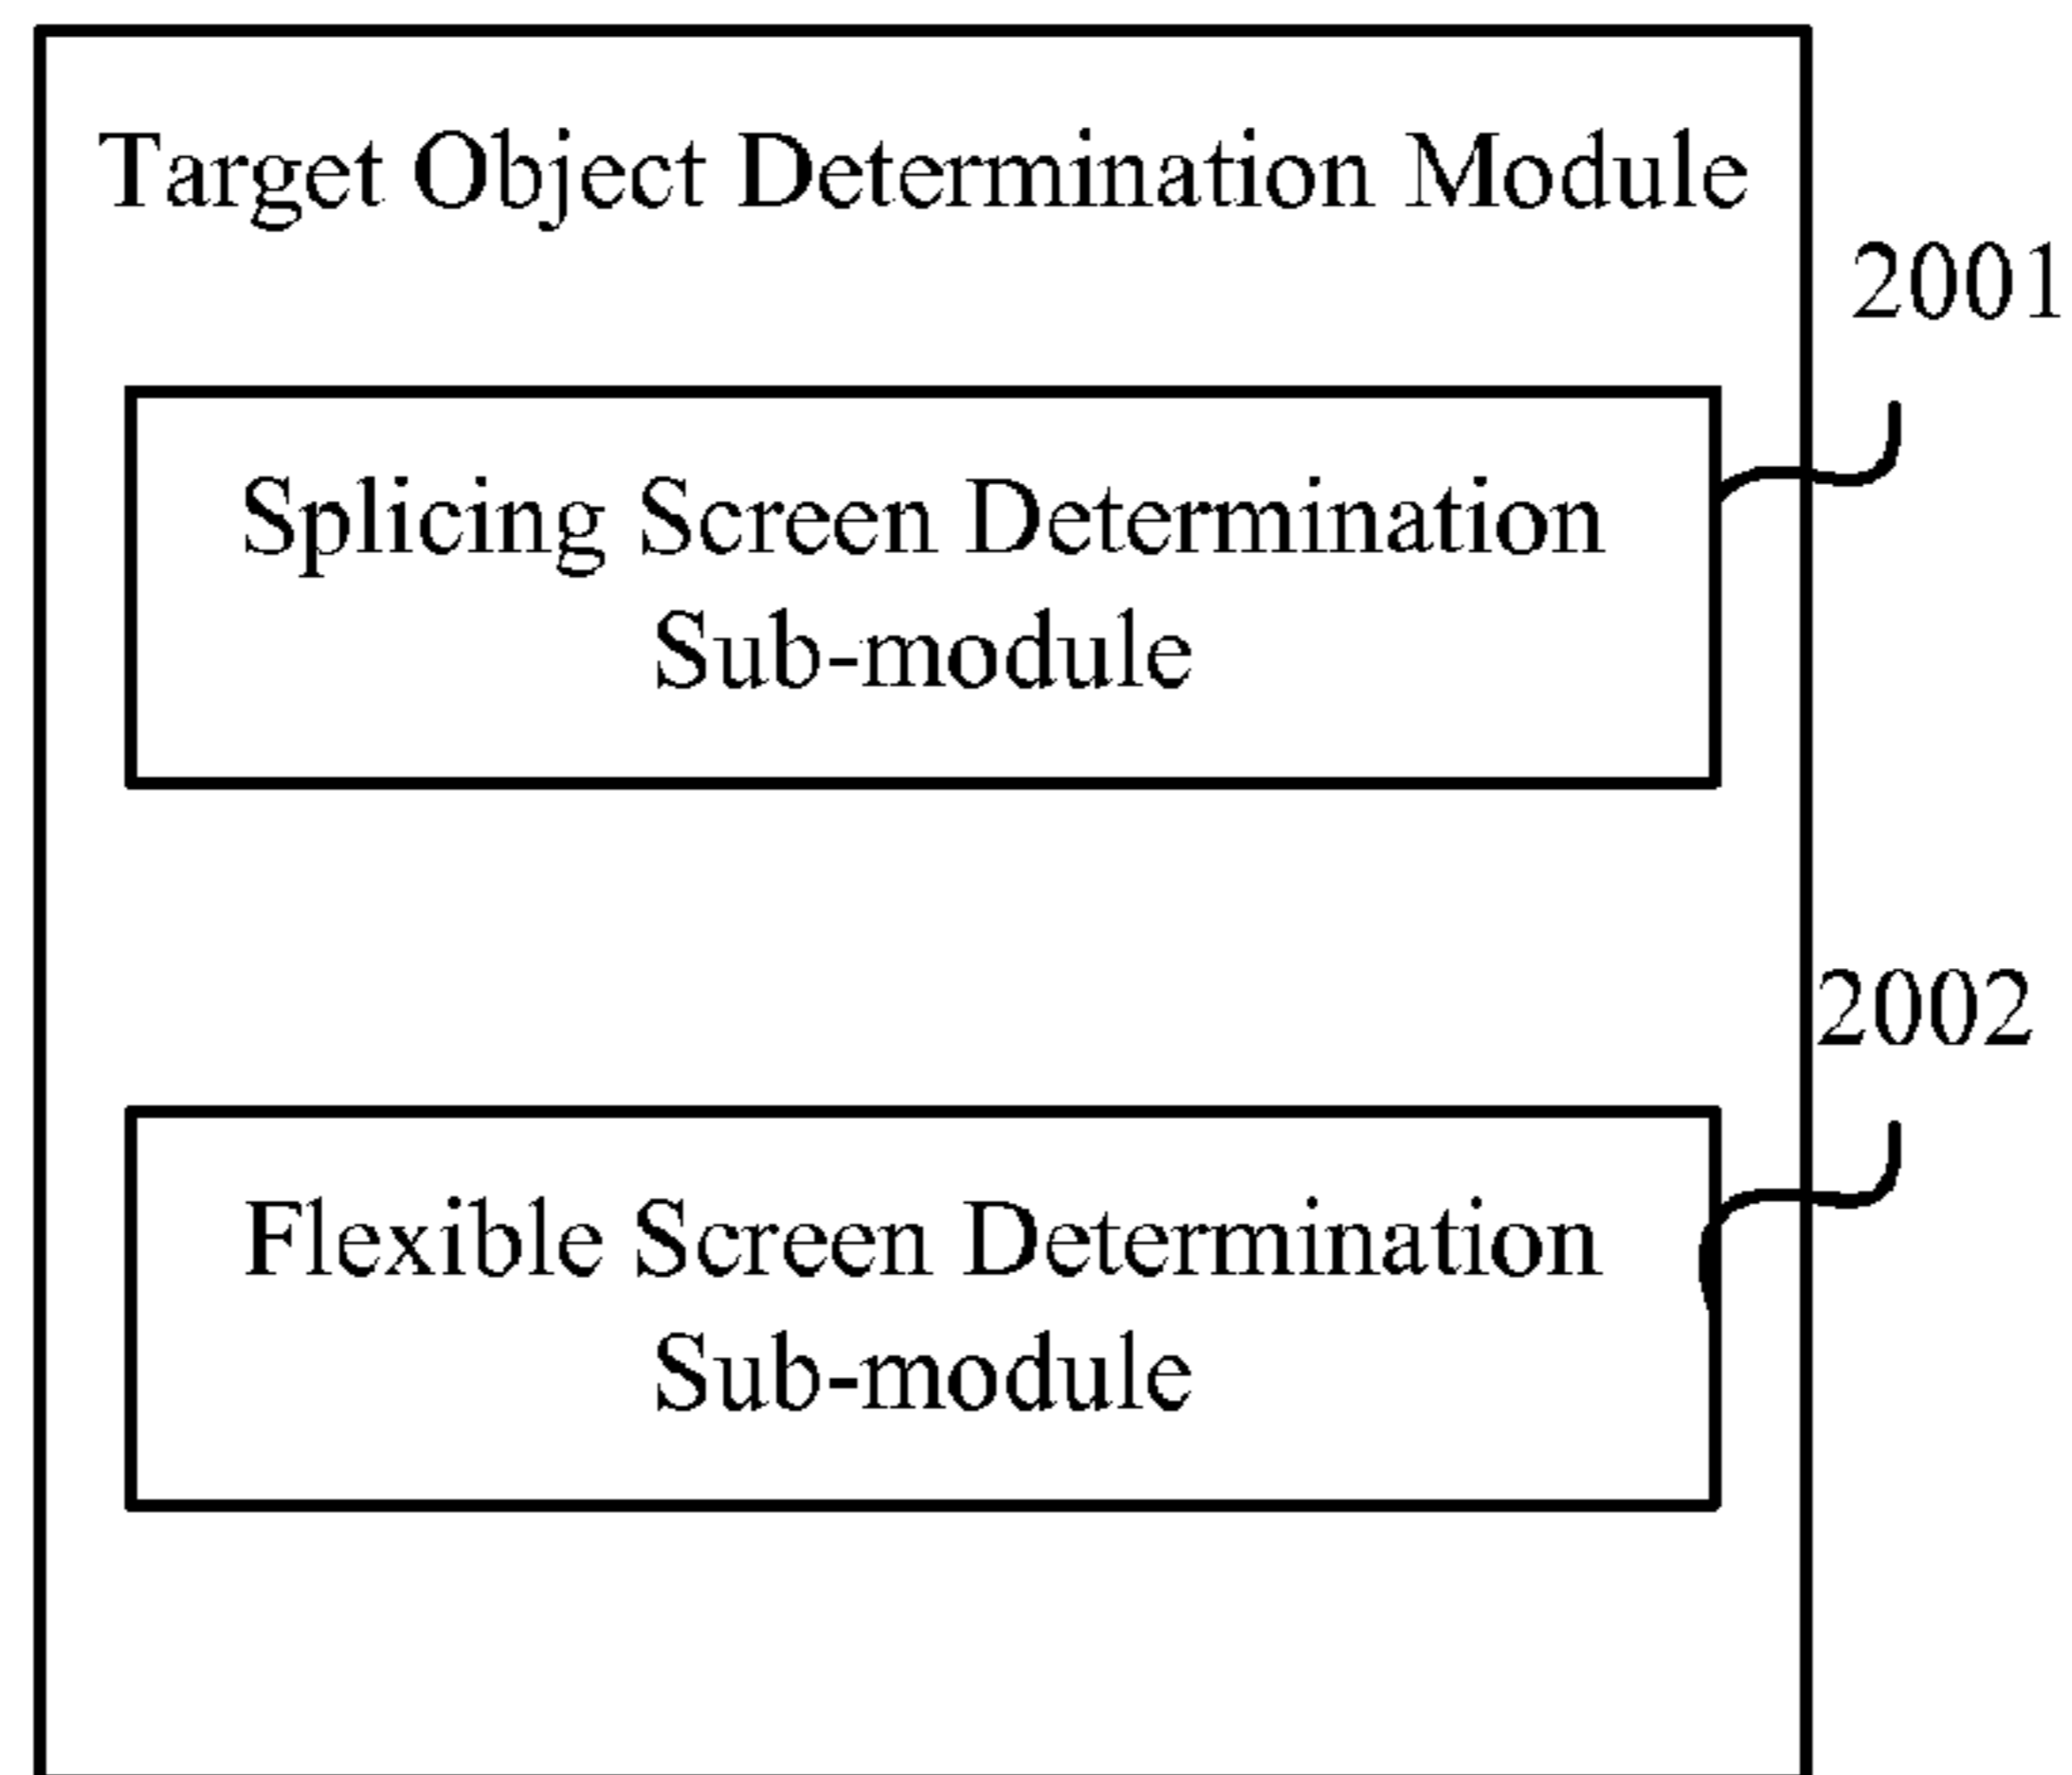 Target Object Determination Module
2001
Splicing Screen Determination
Sub-module
2002
Flexible Screen Determination
Sub-module